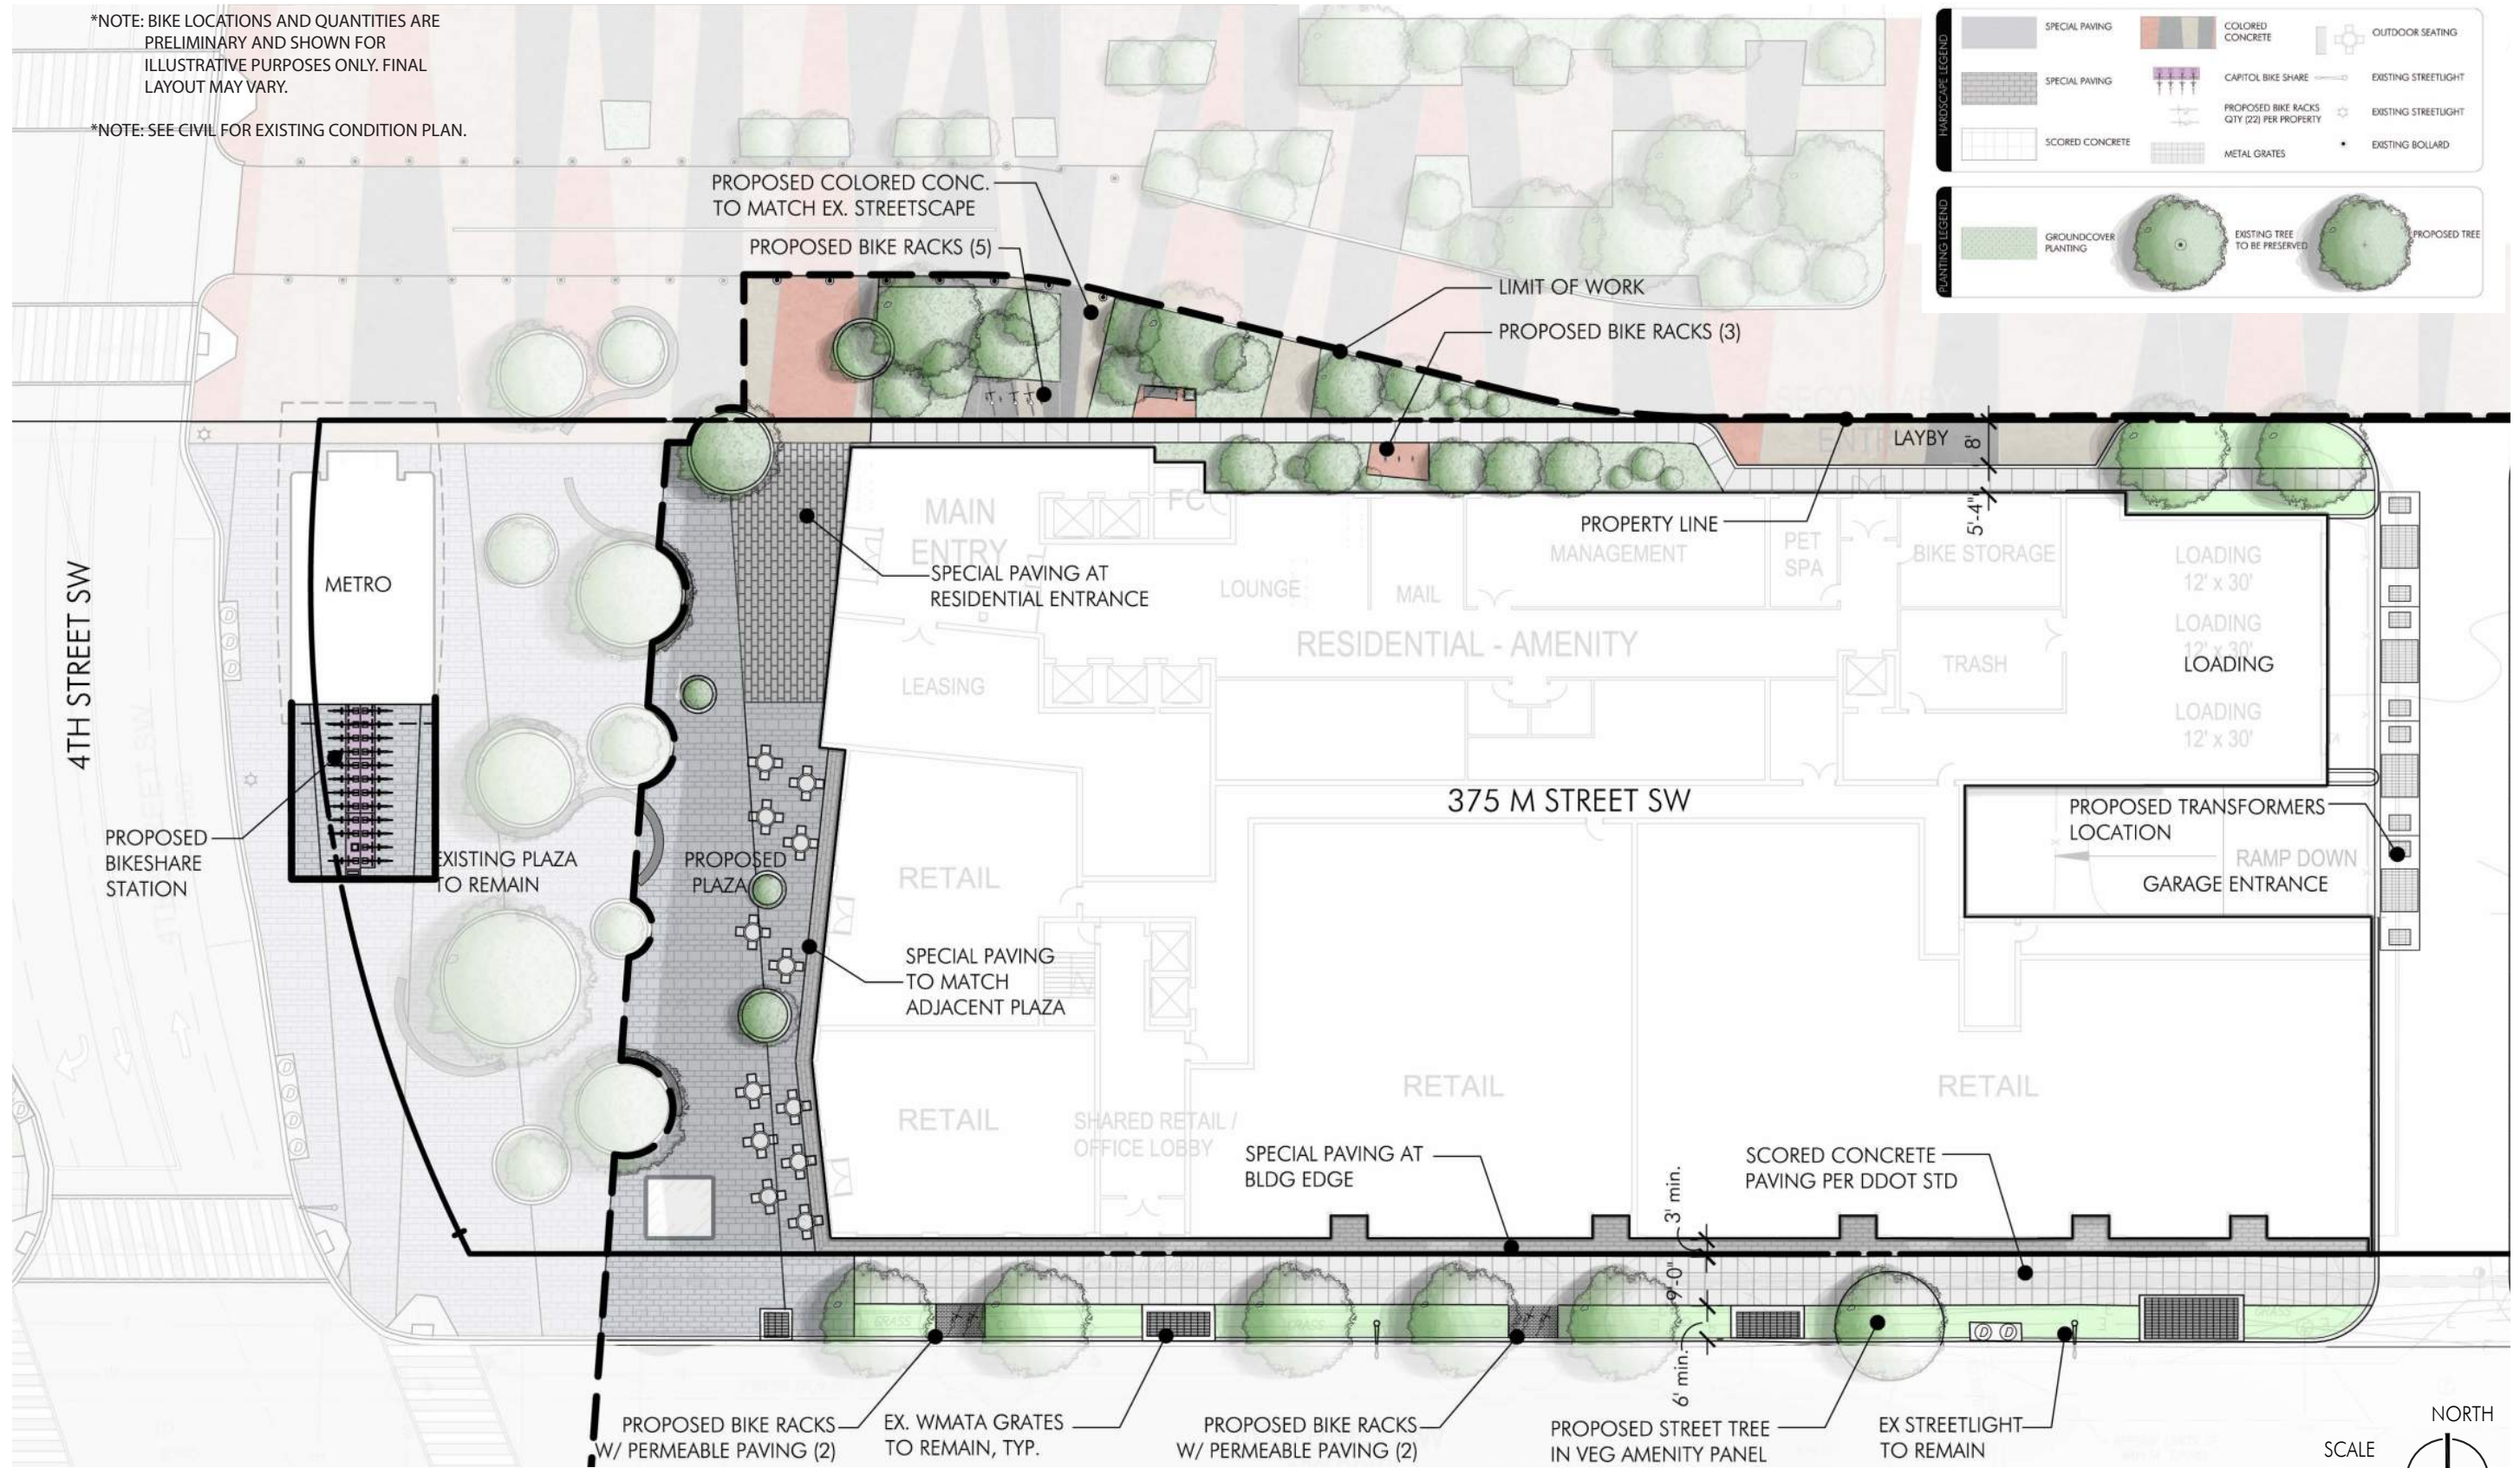 *NOTE: BIKE LOCATIONS AND QUANTITIES ARE
PRELIMINARY AND SHOWN FOR
ILLUSTRATIVE PURPOSES ONLY. FINAL
LAYOUT MAY VARY.
*NOTE: SEE CIVIL FOR EXISTING CONDITION PLAN.
HARDSCAPE LEGEND
SPECIAL PAVING
COLORED
CONCRETE
OUTDOOR SEATING
SPECIAL PAVING
CAPITOL BIKE SHARE
EXISTING STREETLIGHT
PROPOSED BIKE RACKS
QTY (22) PER PROPERTY
EXISTING STREETLIGHT
SCORED CONCRETE
METAL GRATES
EXISTING BOLLARD
PLANTING LEGEND
GROUNDCOVER
PLANTING
EXISTING TREE
TO BE PRESERVED
PROPOSED TREE
PROPOSED COLORED CONC.
TO MATCH EX. STREETSCAPE
PROPOSED BIKE RACKS (5)
LIMIT OF WORK
PROPOSED BIKE RACKS (3)
SECONDARY
ENTRY
LAYBY
8'
5'-4"
PROPERTY LINE
4TH STREET SW
METRO
MAIN
ENTRY
FC
SPECIAL PAVING AT
RESIDENTIAL ENTRANCE
LOUNGE
MAIL
MANAGEMENT
PET
SPA
BIKE STORAGE
LOADING
12' x 30'
LOADING
12' x 30'
LOADING
LOADING
12' x 30'
RESIDENTIAL - AMENITY
TRASH
LEASING
375 M STREET SW
PROPOSED TRANSFORMERS
LOCATION
RAMP DOWN
GARAGE ENTRANCE
PROPOSED
BIKESHARE
STATION
EXISTING PLAZA
TO REMAIN
PROPOSED
PLAZA
RETAIL
SPECIAL PAVING
TO MATCH
ADJACENT PLAZA
RETAIL
SHARED RETAIL /
OFFICE LOBBY
RETAIL
RETAIL
SPECIAL PAVING AT
BLDG EDGE
SCORED CONCRETE
PAVING PER DDOT STD
3' min.
9'-0"
6' min.
GRASS
GRASS
GRASS
D D
PROPOSED BIKE RACKS
W/ PERMEABLE PAVING (2)
EX. WMATA GRATES
TO REMAIN, TYP.
PROPOSED BIKE RACKS
W/ PERMEABLE PAVING (2)
PROPOSED STREET TREE
IN VEG AMENITY PANEL
EX STREETLIGHT
TO REMAIN
NORTH
SCALE